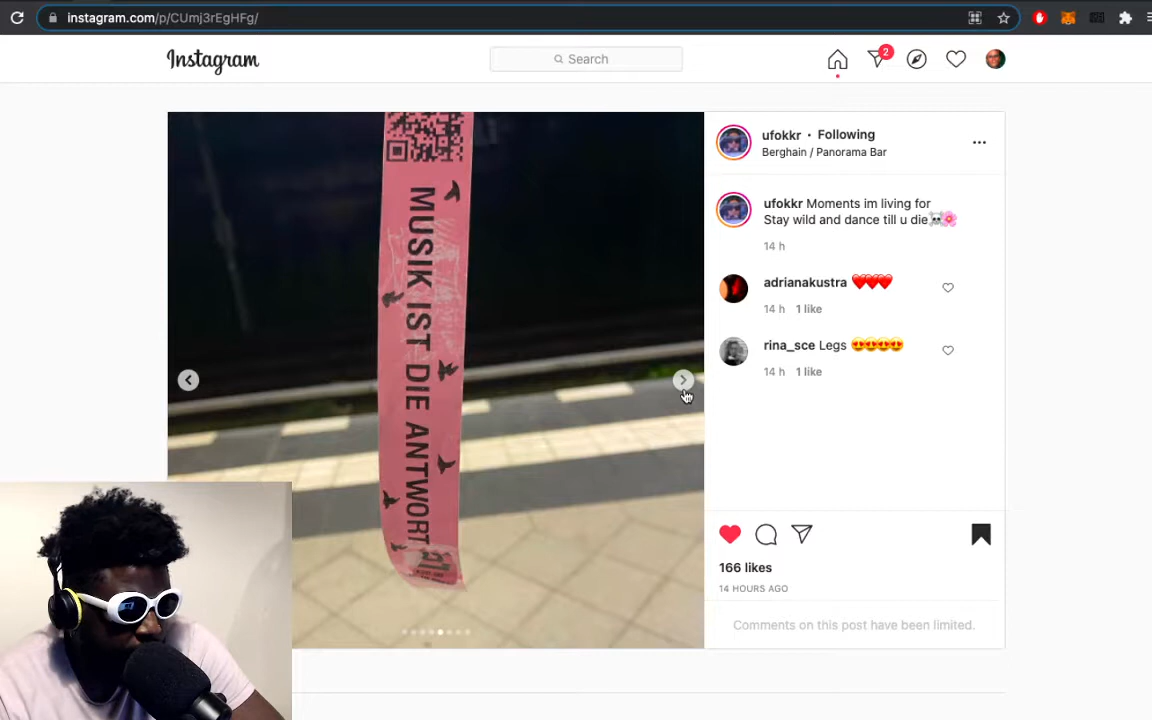 instagram.com/p/CUmj3rEgHFg/
Instagram
Search
2
MUSIK IST DIE ANTWORT
ufokkr • Following
Berghain / Panorama Bar
ufokkr Moments im living for
Stay wild and dance till u die
14 h
adrianakustra
14 h 1 like
rina_sce Legs
14 h 1 like
166 likes
14 HOURS AGO
Comments on this post have been limited.